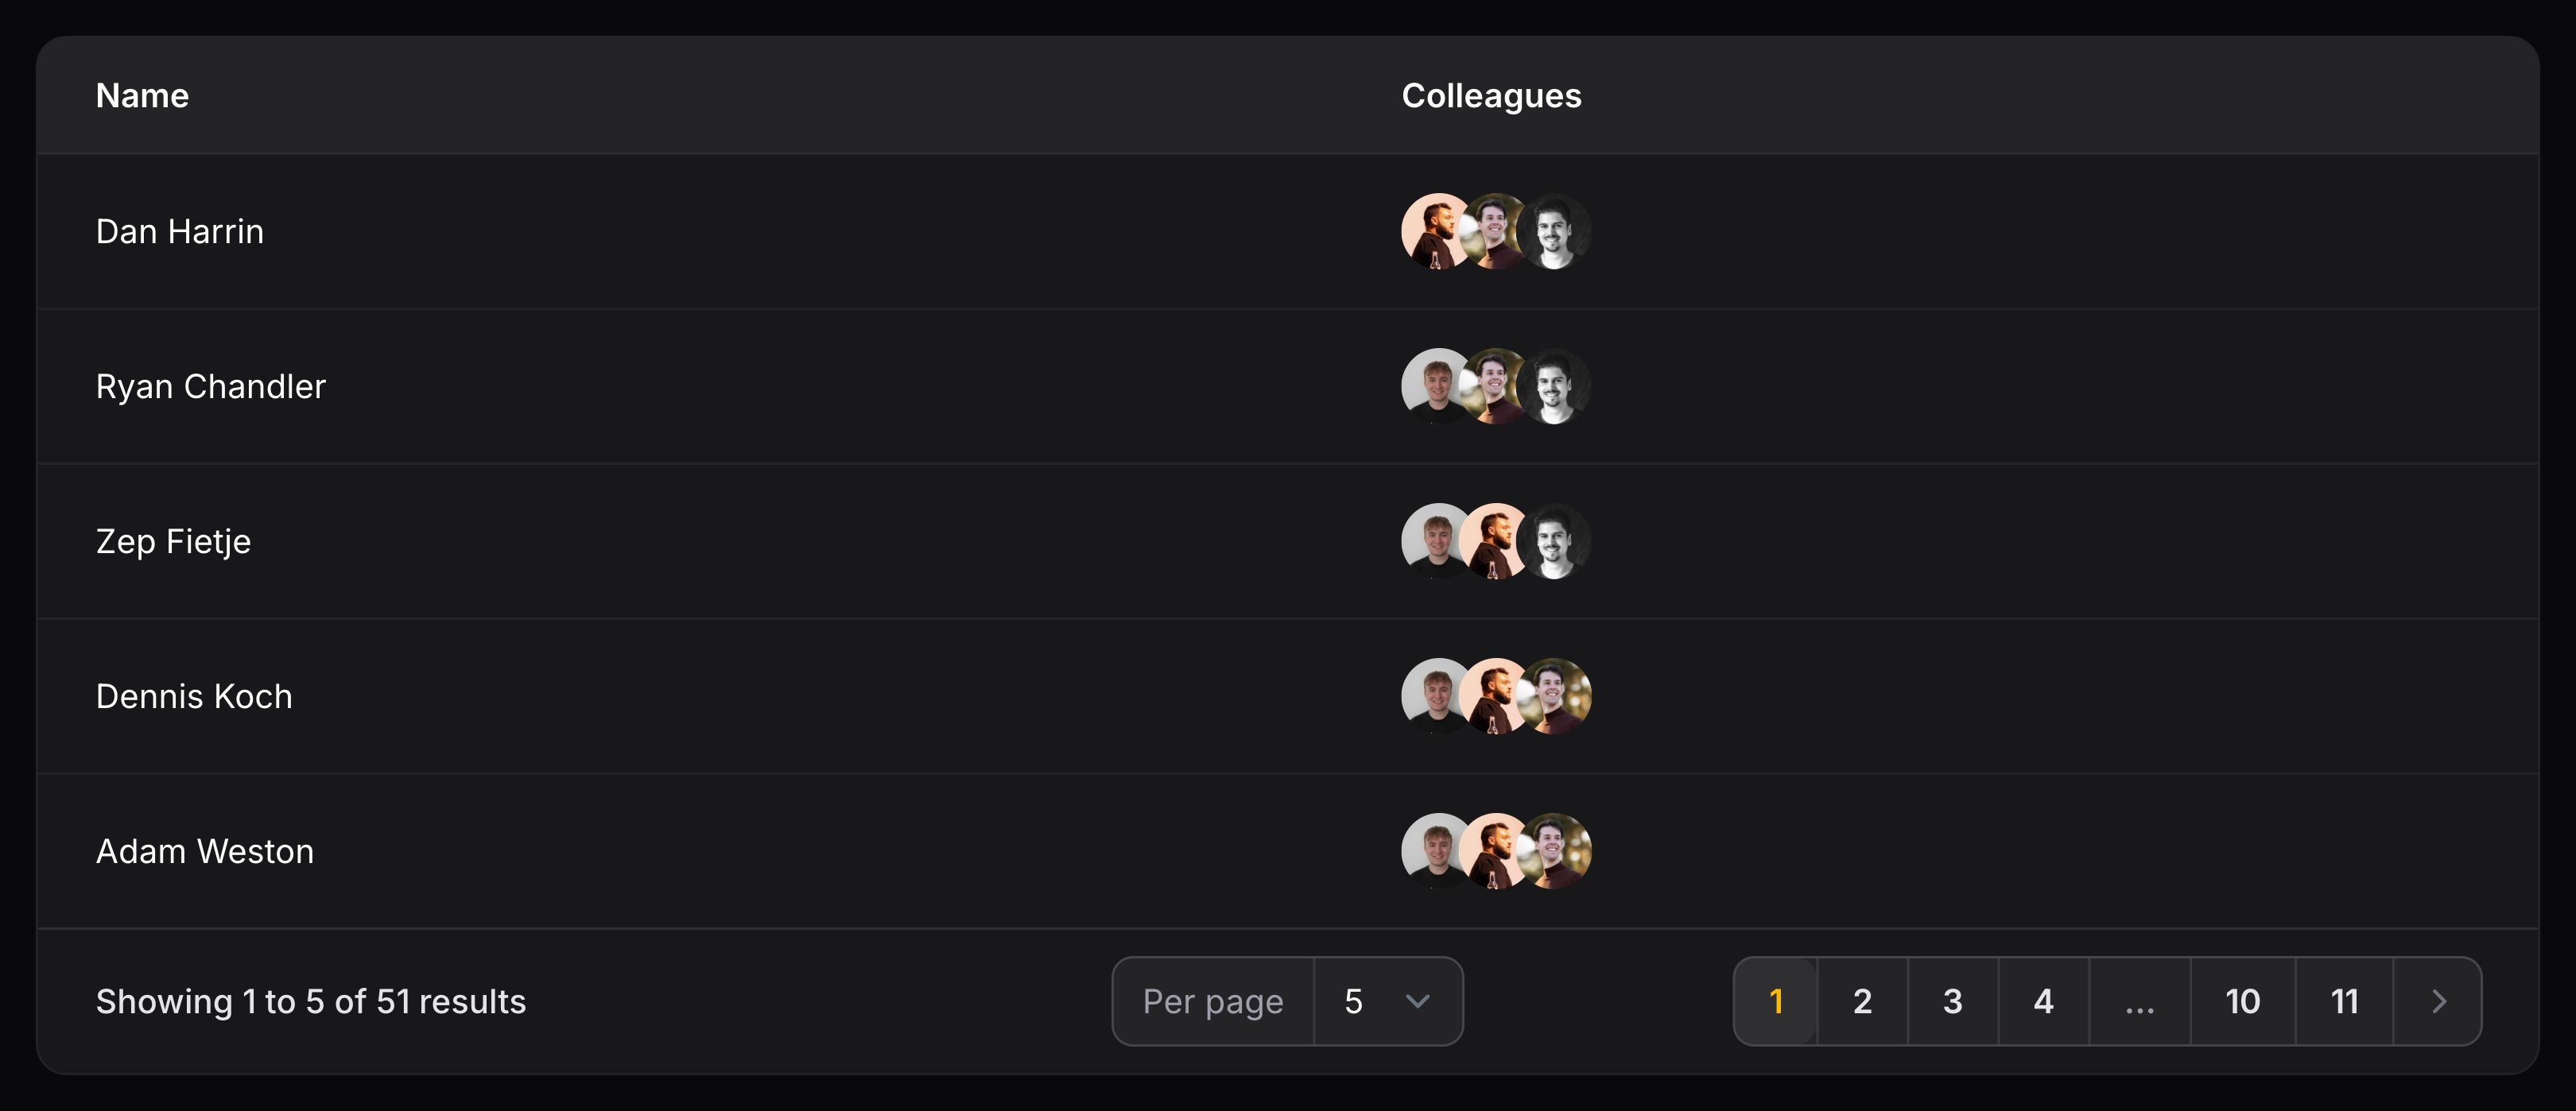 Name Colleagues
Dan Harrin
Ryan Chandler
Zep Fietje
Dennis Koch
Adam Weston
Showing 1 to 5 of 51 results Per page 5 1 2 3 4 ... 10 11